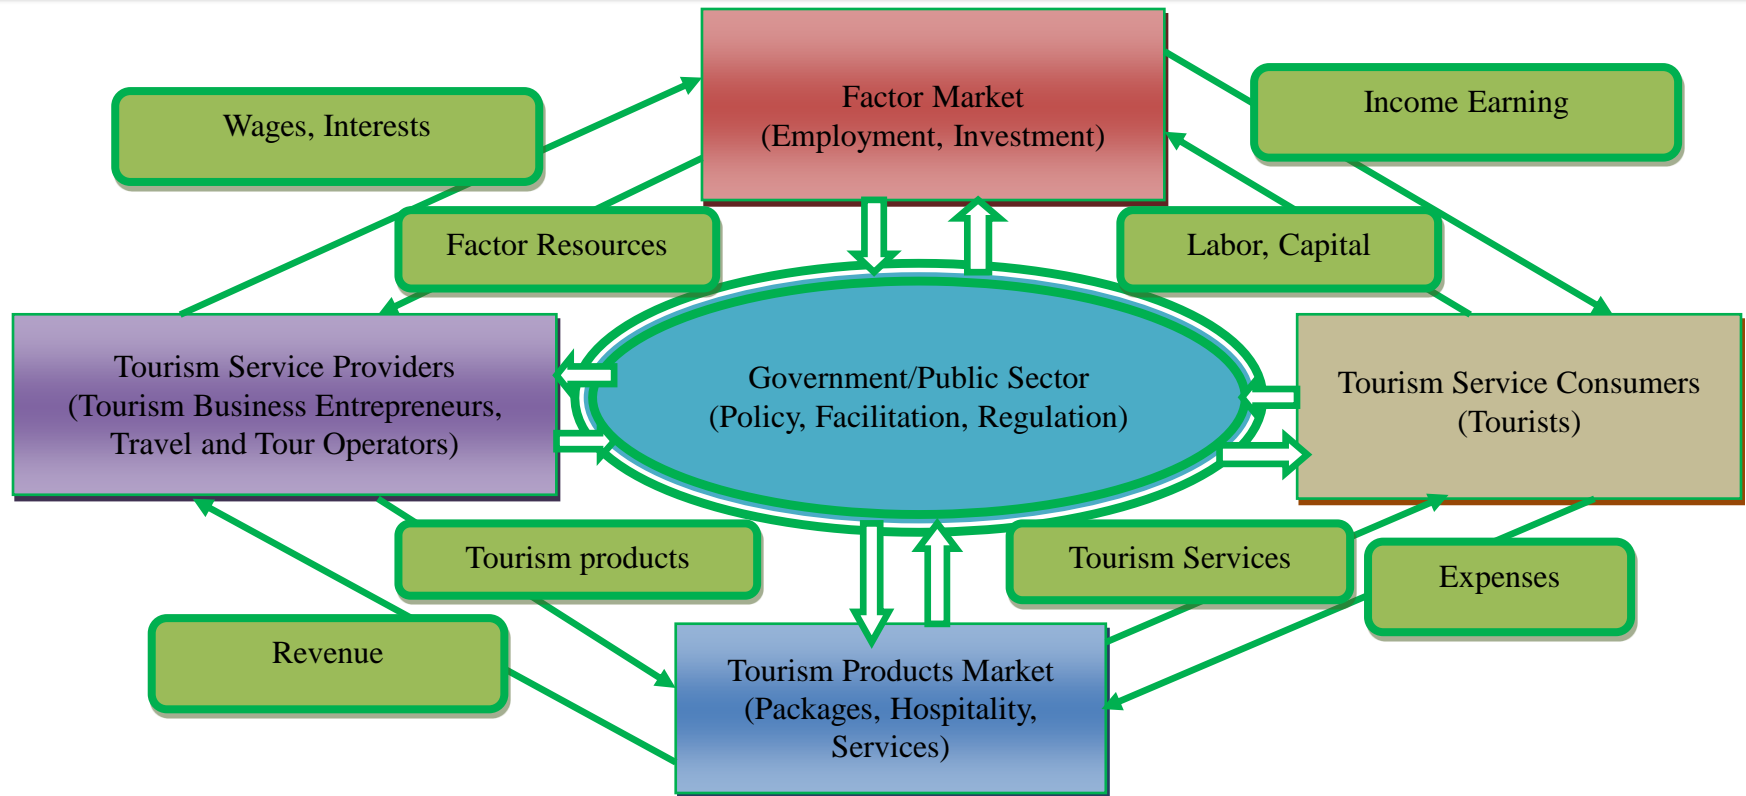 Factor Market
(Employment, Investment)
Wages, Interests
Income Earning
Factor Resources
Labor, Capital
Tourism Service Providers
(Tourism Business Entrepreneurs,
Travel and Tour Operators)
Government/Public Sector
(Policy, Facilitation, Regulation)
Tourism Service Consumers
(Tourists)
Tourism products
Tourism Services
Expenses
Revenue
Tourism Products Market
(Packages, Hospitality,
Services)